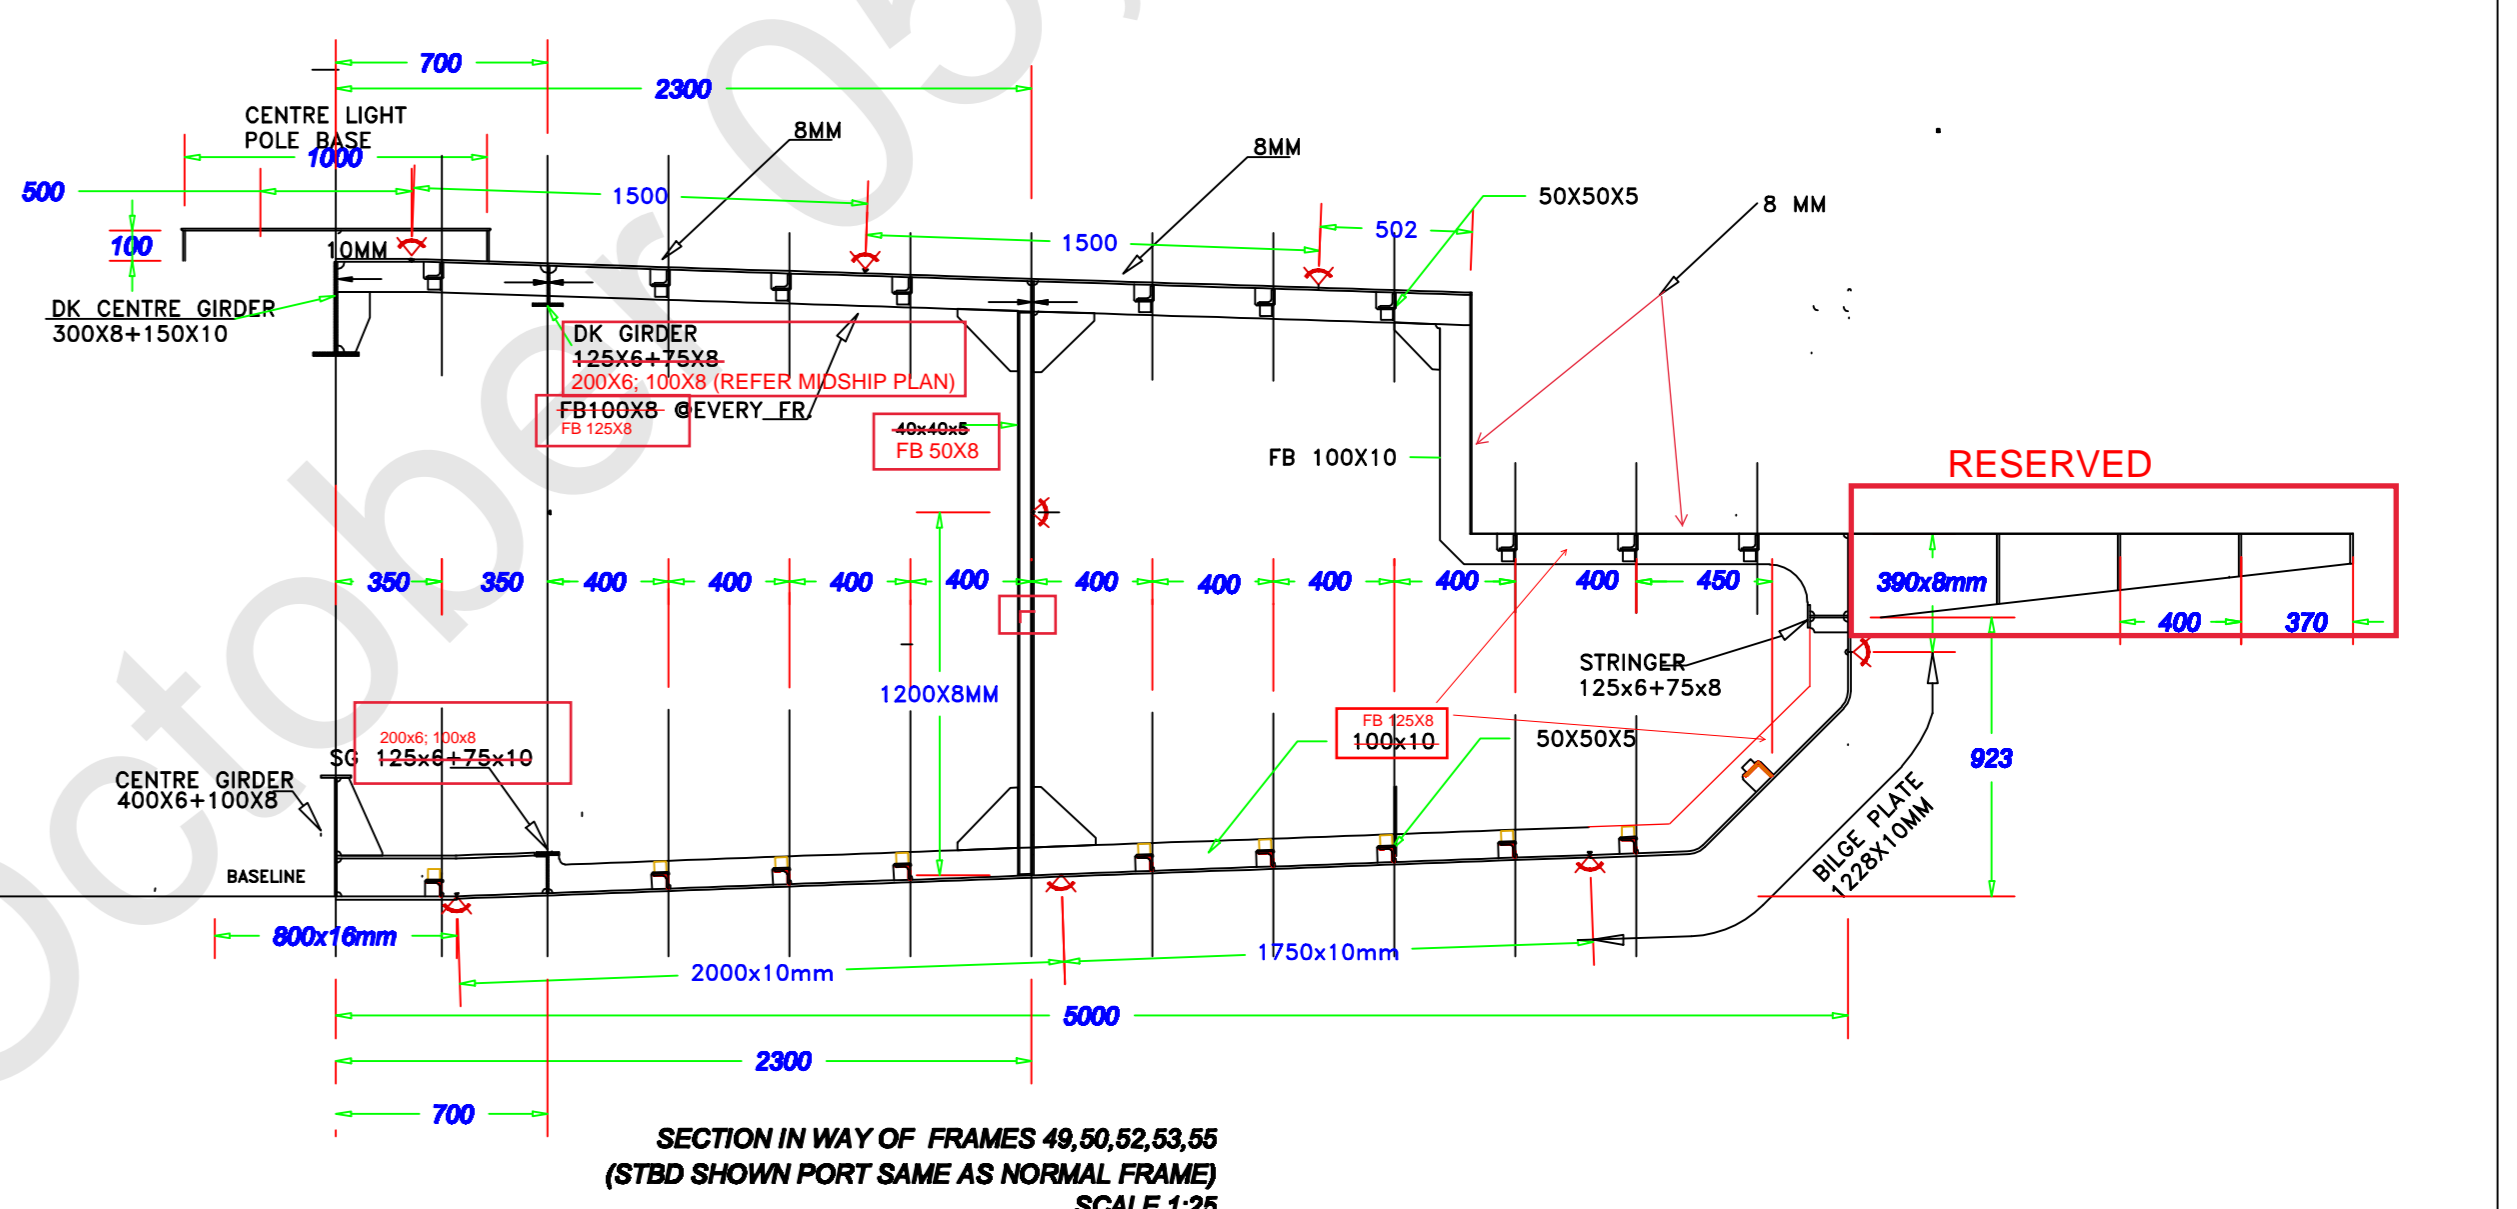 700
2300
CENTRE LIGHT
POLE BASE
1000
8MM
8MM
500
1500
50X50X5
8 MM
1500
502
100
10MM
DK CENTRE GIRDER
300X8+150X10
DK GIRDER
125X6+75X8
200X6; 100X8 (REFER MIDSHIP PLAN)
FB100X8 @EVERY FR.
FB 125X8
40x40x5
FB 50X8
FB 100X10
RESERVED
350
350
400
400
400
400
400
400
400
400
400
450
390x8mm
400
370
STRINGER
125x6+75x8
1200X8MM
200x6; 100x8
SG 125x6+75x10
FB 125X8
100x10
50X50X5
CENTRE GIRDER
400X6+100X8
923
BILGE PLATE
1228X10MM
BASELINE
800x16mm
2000x10mm
1750x10mm
5000
2300
700
SECTION IN WAY OF FRAMES 49,50,52,53,55
(STBD SHOWN PORT SAME AS NORMAL FRAME)
SCALE 1:25
October 05,